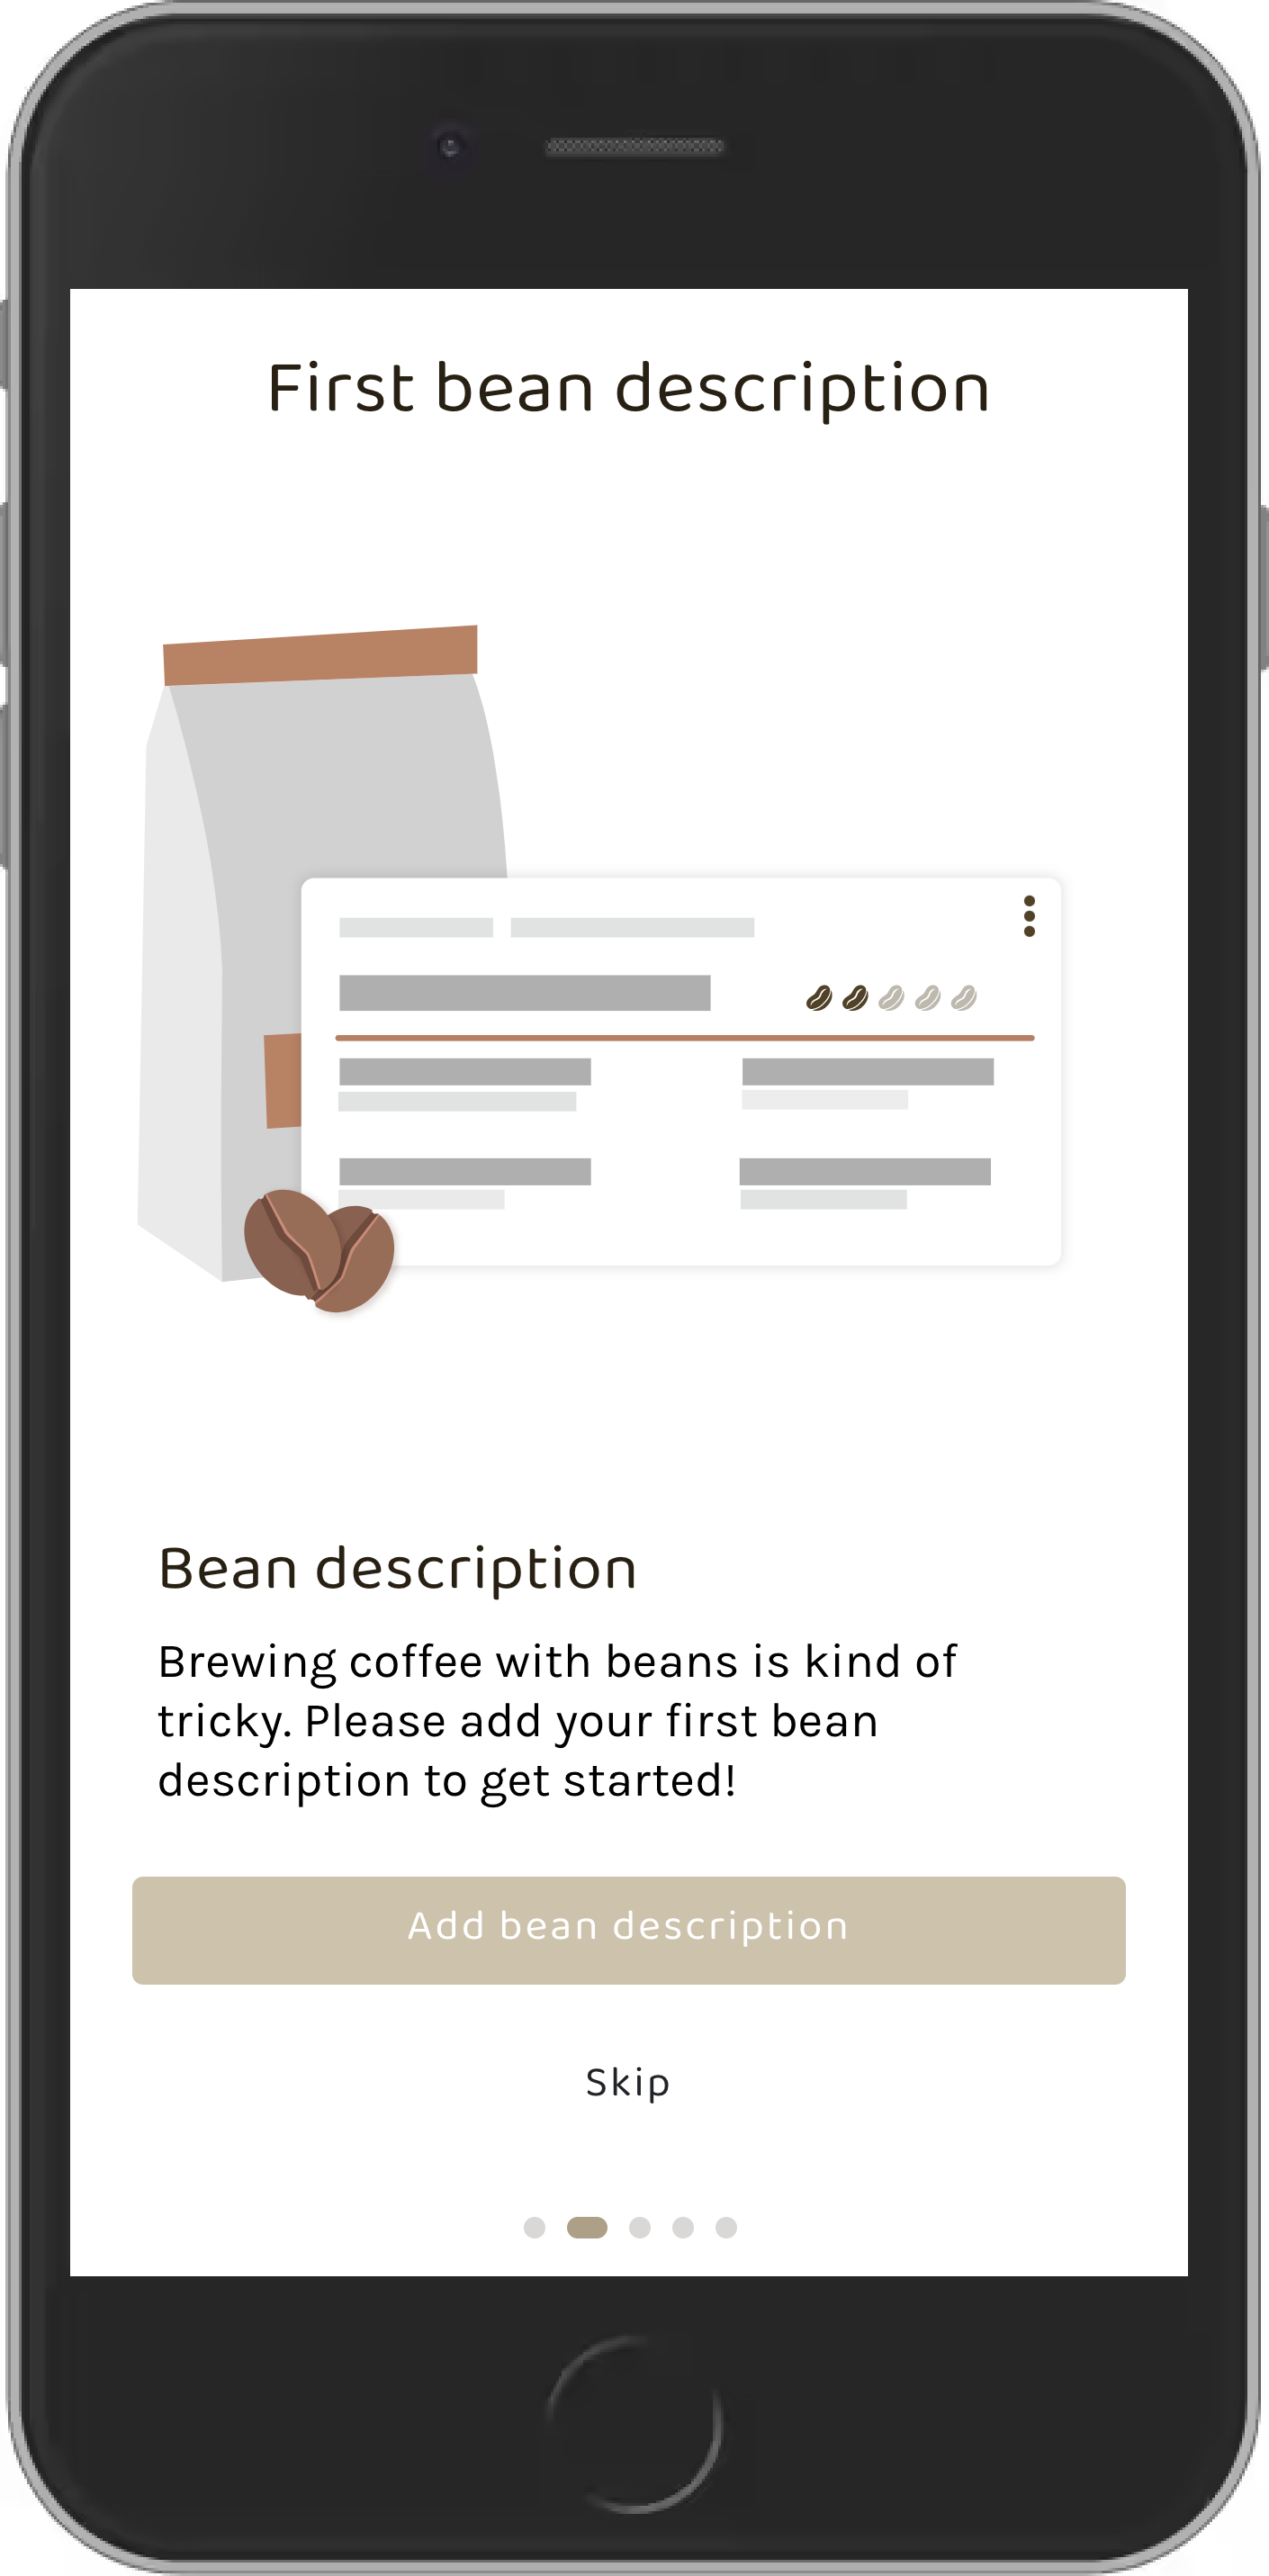 First bean description
Bean description
Brewing coffee with beans is kind of
tricky. Please add your first bean
description to get started!
Add bean description
Skip